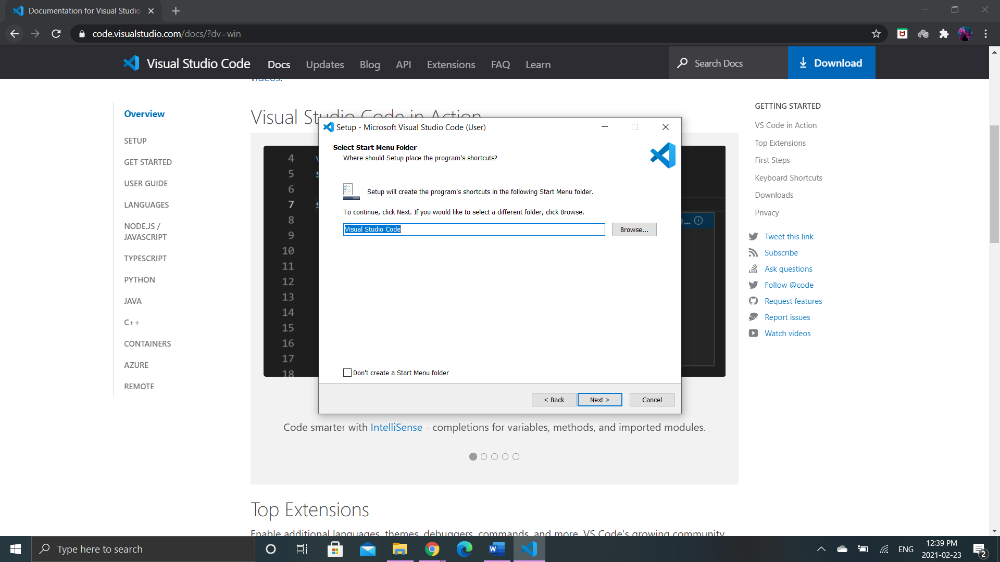 Documentation for Visual Studio
code.visualstudio.com/docs/?dv=win
Visual Studio Code
Docs
Updates
Blog
API
Extensions
FAQ
Learn
Search Docs
Download
videos.
Overview
SETUP
GET STARTED
USER GUIDE
LANGUAGES
NODE.JS /
JAVASCRIPT
TYPESCRIPT
PYTHON
JAVA
C++
CONTAINERS
AZURE
REMOTE
Visual Studio Code in Action
4
5
6
7
8
9
10
11
12
13
14
15
16
17
18
Setup - Microsoft Visual Studio Code (User)
Select Start Menu Folder
Where should Setup place the program's shortcuts?
Setup will create the program's shortcuts in the following Start Menu folder.
To continue, click Next. If you would like to select a different folder, click Browse.
Visual Studio Code
Browse...
Don't create a Start Menu folder
< Back
Next >
Cancel
Code smarter with IntelliSense - completions for variables, methods, and imported modules.
Top Extensions
Enable additional languages, themes, debuggers, commands, and more. VS Code's growing community
GETTING STARTED
VS Code in Action
Top Extensions
First Steps
Keyboard Shortcuts
Downloads
Privacy
Tweet this link
Subscribe
Ask questions
Follow @code
Request features
Report issues
Watch videos
Type here to search
ENG
12:39 PM
2021-02-23
2